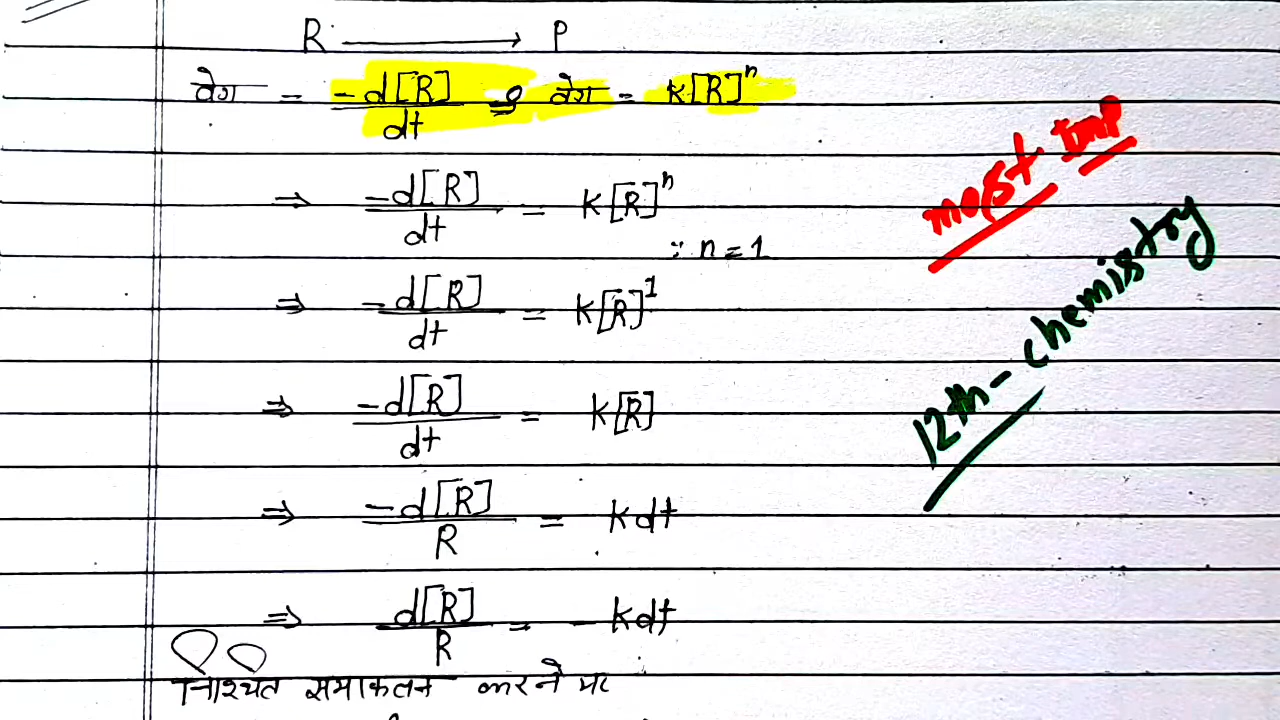 R ⟶ P
वेग = -d[R]/dt , वेग = k[R]ⁿ
⇒ -d[R]/dt = k[R]ⁿ
∵ n = 1
⇒ -d[R]/dt = k[R]¹
⇒ -d[R]/dt = k[R]
⇒ -d[R]/R = kdt
⇒ d[R]/R = - kdt
निश्चित समाकलन करने पर
most Imp
12th - chemistry